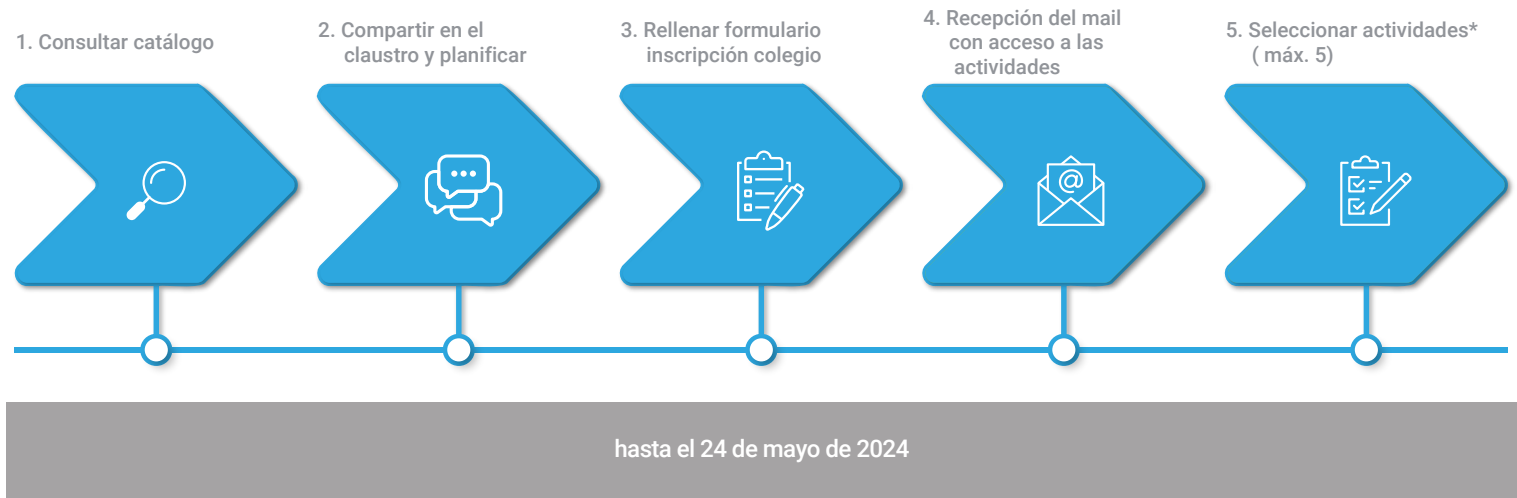 1. Consultar catálogo
2. Compartir en el
claustro y planificar
3. Rellenar formulario
inscripción colegio
4. Recepción del mail
con acceso a las
actividades
5. Seleccionar actividades*
( máx. 5)
@
hasta el 24 de mayo de 2024